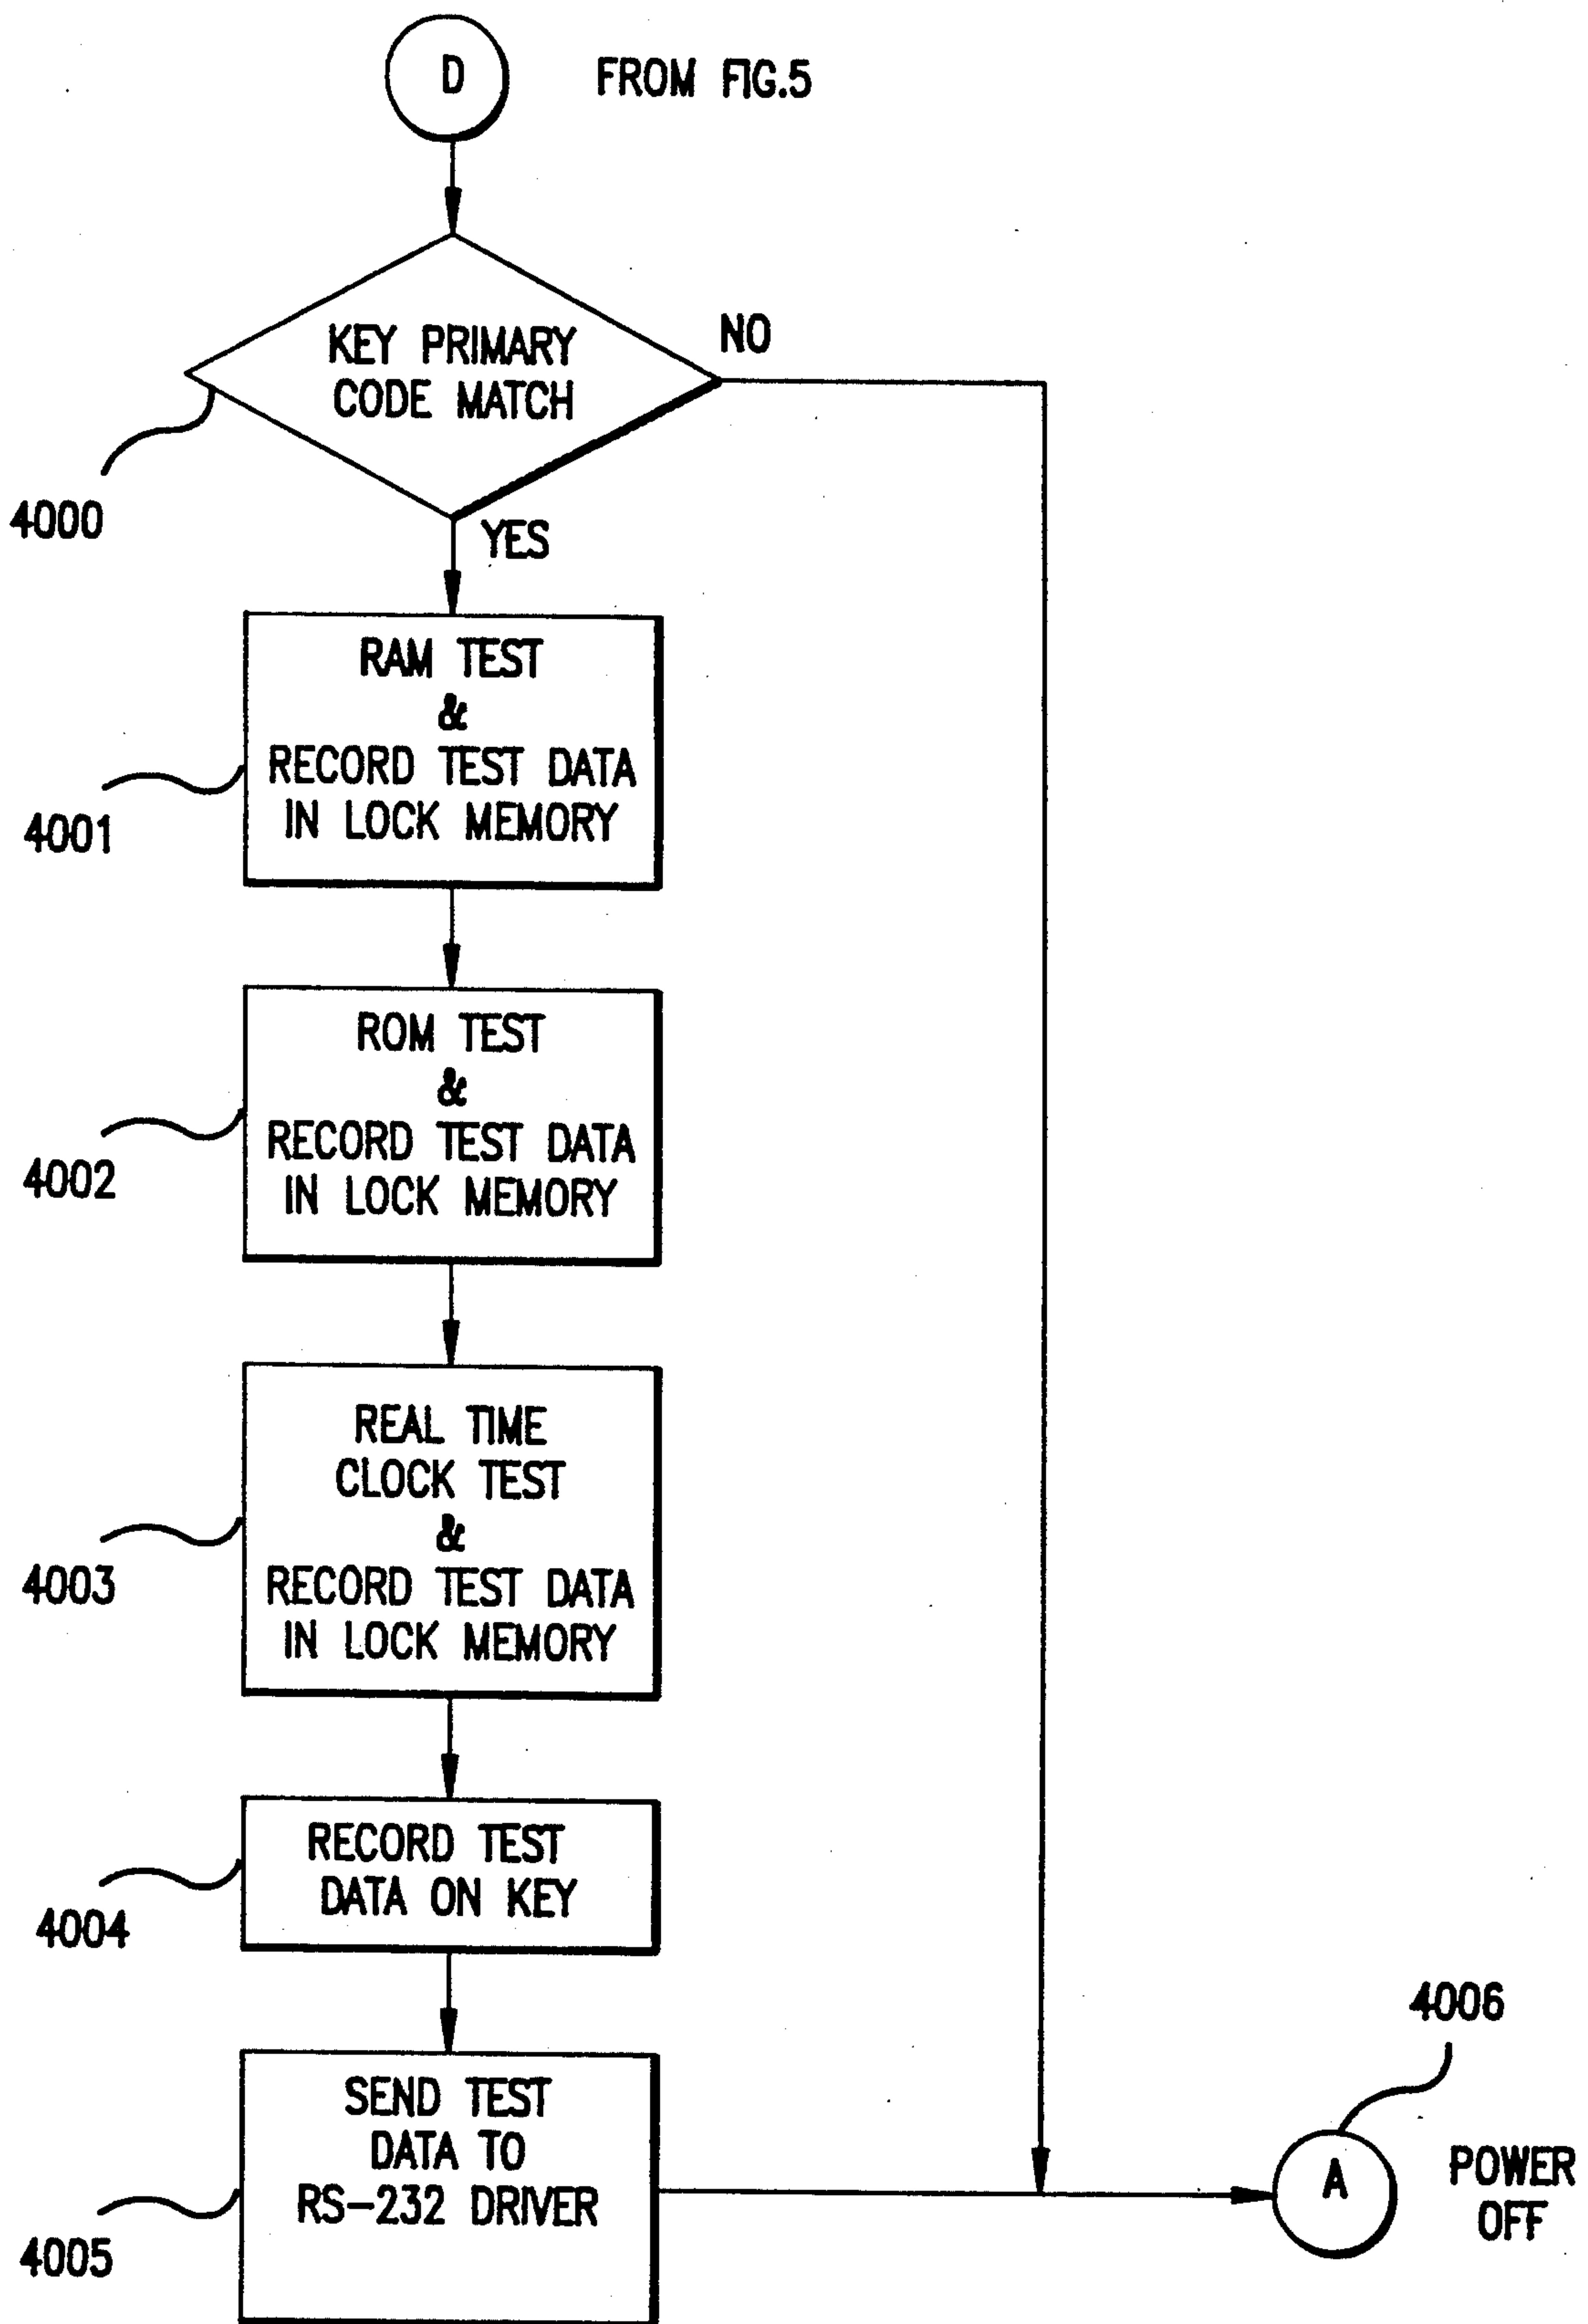 D
FROM FIG.5
KEY PRIMARY
CODE MATCH
NO
4000
YES
RAM TEST
&
RECORD TEST DATA
IN LOCK MEMORY
4001
ROM TEST
&
RECORD TEST DATA
IN LOCK MEMORY
4002
REAL TIME
CLOCK TEST
&
RECORD TEST DATA
IN LOCK MEMORY
4003
RECORD TEST
DATA ON KEY
4004
SEND TEST
DATA TO
RS-232 DRIVER
4005
4006
A
POWER
OFF